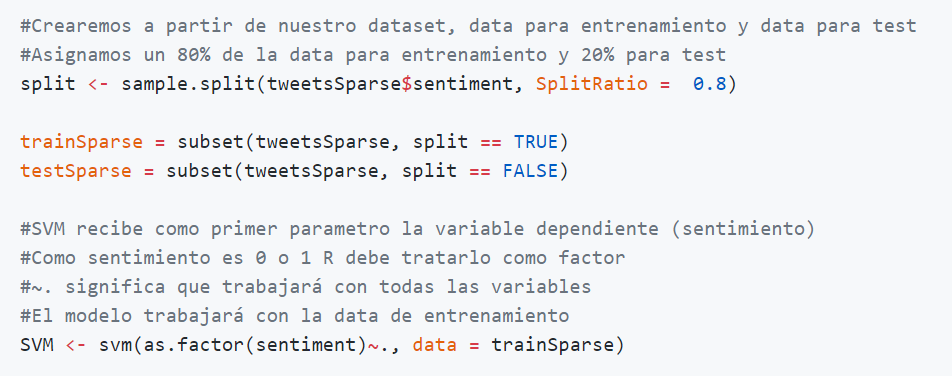 #Crearemos a partir de nuestro dataset, data para entrenamiento y data para test
#Asignamos un 80% de la data para entrenamiento y 20% para test
split <- sample.split(tweetsSparse$sentiment, SplitRatio =  0.8)
trainSparse = subset(tweetsSparse, split == TRUE)
testSparse = subset(tweetsSparse, split == FALSE)
#SVM recibe como primer parametro la variable dependiente (sentimiento)
#Como sentimiento es 0 o 1 R debe tratarlo como factor
#~. significa que trabajará con todas las variables
#El modelo trabajará con la data de entrenamiento
SVM <- svm(as.factor(sentiment)~., data = trainSparse)